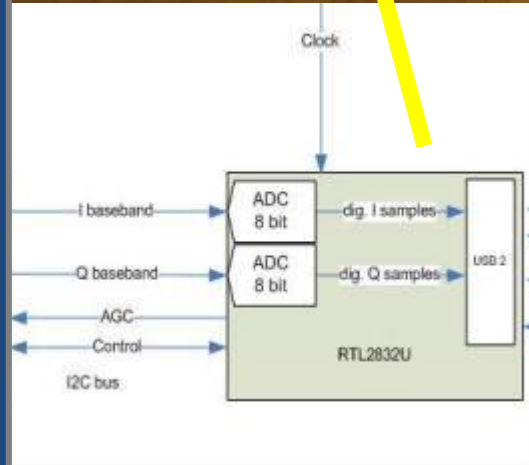 Clock
I baseband
ADC
8 bit
dig. I samples
USB 2
Q baseband
ADC
8 bit
dig. Q samples
AGC
Control
RTL2832U
I2C bus